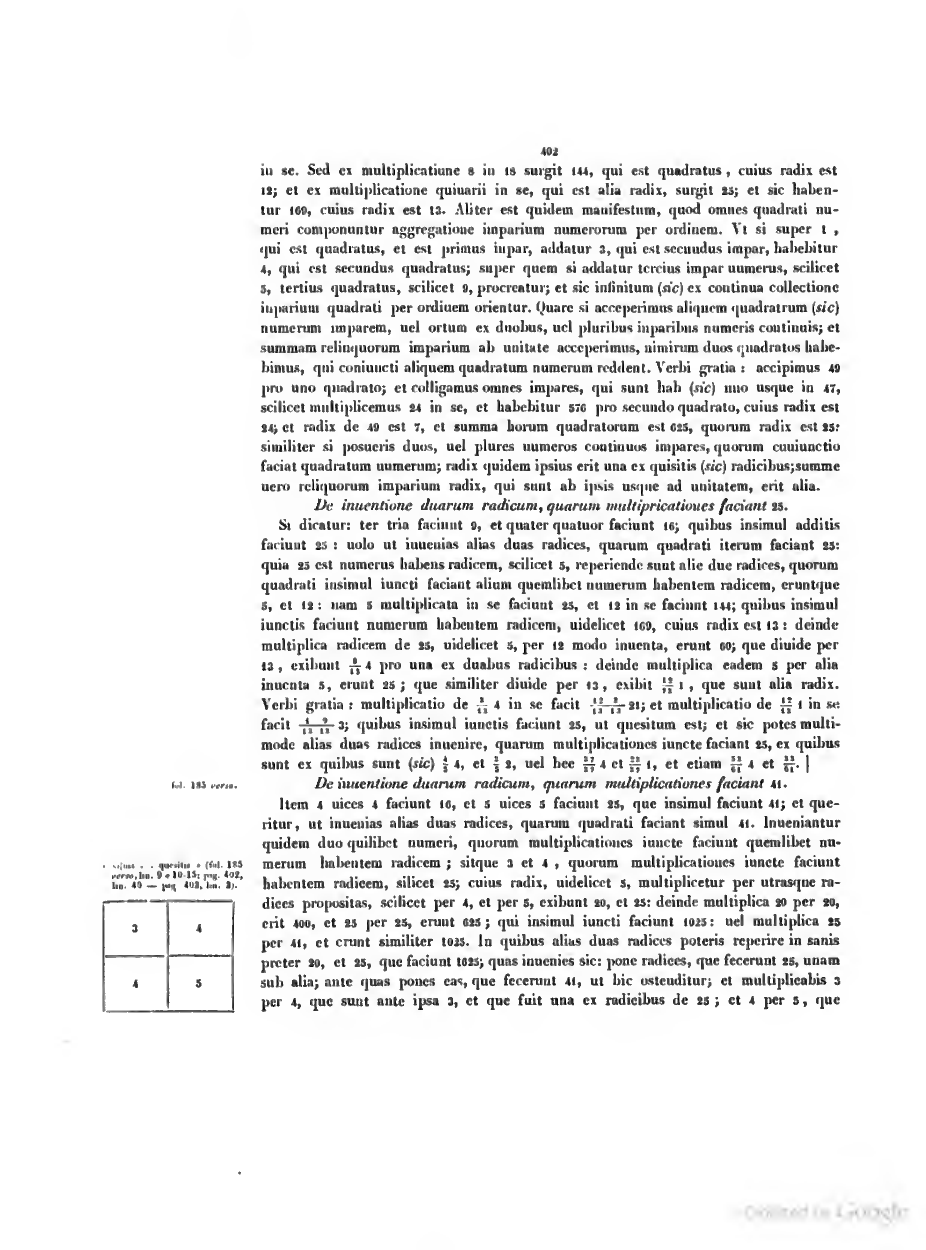 402
in se. Sed ex multiplicatiune 8 in 18 surgit 144, qui est quadratus, cuius radix est
12; et ex multiplicatione quiuarii in se, qui est alia radix, surgit 25; et sic haben-
tur 169, cuius radix est 13. Aliter est quidem manifestum, quod omnes quadrati nu-
meri componuntur aggregatione imparium numerorum per ordinem. Vt si super 1,
qui est quadratus, et est primus inpar, addatur 3, qui est secundus impar, habebitur
4, qui est secundus quadratus; super quem si addatur tercius impar numerus, scilicet
5, tertius quadratus, scilicet 9, procreatur; et sic infinitum (sic) ex continua collectione
inparium quadrati per ordinem orientur. Quare si acceperimus aliquem quadratrum (sic)
numerum imparem, uel ortum ex duobus, uel pluribus inparibus numeris continuis; et
summam relinquorum imparium ab unitate acceperimus, nimirum duos quadratos habe-
bimus, qui coniuncti aliquem quadratum numerum reddent. Verbi gratia : accipimus 49
pro uno quadrato; et colligamus omnes impares, qui sunt hab (sic) uno usque in 47,
scilicet multiplicemus 24 in se, et habebitur 576 pro secundo quadrato, cuius radix est
24; et radix de 49 est 7, et summa horum quadratorum est 625, quorum radix est 25:
similiter si posueris duos, uel plures numeros continuos impares, quorum cuuiunctio
faciat quadratum numerum; radix quidem ipsius erit una ex quisitis (sic) radicibus; summe
uero reliquorum imparium radix, qui sunt ab ipsis usque ad unitatem, erit alia.
De inuentione duarum radicum, quarum multipricationes faciant 25.
Si dicatur: ter tria faciunt 9, et quater quatuor faciunt 16; quibus insimul additis
faciunt 25 : uolo ut inuenias alias duas radices, quarum quadrati iterum faciant 25:
quia 25 est numerus habens radicem, scilicet 5, reperiende sunt alie due radices, quorum
quadrati insimul iuncti faciant alium quemlibet numerum habentem radicem, eruntque
5, et 12 : nam 5 multiplicata in se faciunt 25, et 12 in se faciunt 144; quibus insimul
iunctis faciunt numerum habentem radicem, uidelicet 169, cuius radix est 13 : deinde
multiplica radicem de 25, uidelicet 5, per 12 modo inuenta, erunt 60; que diuide per
13, exibunt 8/13 4 pro una ex duabus radicibus : deinde multiplica eadem 5 per alia
inuenta 5, erunt 25 ; que similiter diuide per 13, exibit 12/13 1, que sunt alia radix.
Verbi gratia : multiplicatio de 8/13 4 in se facit 12/13 3/13 21; et multiplicatio de 12/13 1 in se
facit 4/13 9/13 3; quibus insimul iunctis faciunt 25, ut quesitum est; et sic potes multi-
mode alias duas radices inuenire, quarum multiplicationes iuncte faciant 25, ex quibus
sunt ex quibus sunt (sic) 4/5 4, et 2/5 2, uel hee 17/29 4 et 28/29 1, et etiam 4 et |
fol. 185 verso.
De inuentione duarum radicum, quarum multiplicationes faciant 41.
Item 4 uices 4 faciunt 16, et 5 uices 5 faciunt 25, que insimul faciunt 41; et que-
ritur, ut inuenias alias duas radices, quarum quadrati faciant simul 41. Inueniantur
quidem duo quilibet numeri, quorum multiplicationes iuncte faciunt quemlibet nu-
merum habentem radicem ; sitque 3 et 4, quorum multiplicationes iuncte faciunt
habentem radicem, silicet 25; cuius radix, uidelicet 5, multiplicetur per utrasque ra-
dices propositas, scilicet per 4, et per 5, exibunt 20, et 25: deinde multiplica 20 per 20,
erit 400, et 25 per 25, erunt 625 ; qui insimul iuncti faciunt 1025 : uel multiplica 25
per 41, et erunt similiter 1025. In quibus alias duas radices poteris reperire in sanis
preter 20, et 25, que faciunt 1025; quas inuenies sic: pone radices, que fecerunt 25, unam
sub alia; ante quas pones eas, que fecerunt 41, ut hic ostenditur; et multiplicabis 3
per 4, que sunt ante ipsa 3, et que fuit una ex radicibus de 25 ; et 4 per 5, que
quesitis » (fol. 185
verso, lin. 9 e 10-15; pag. 402,
lin. 40 — pag. 403, lin. 3).
3 4
4 5
Digitized by Google